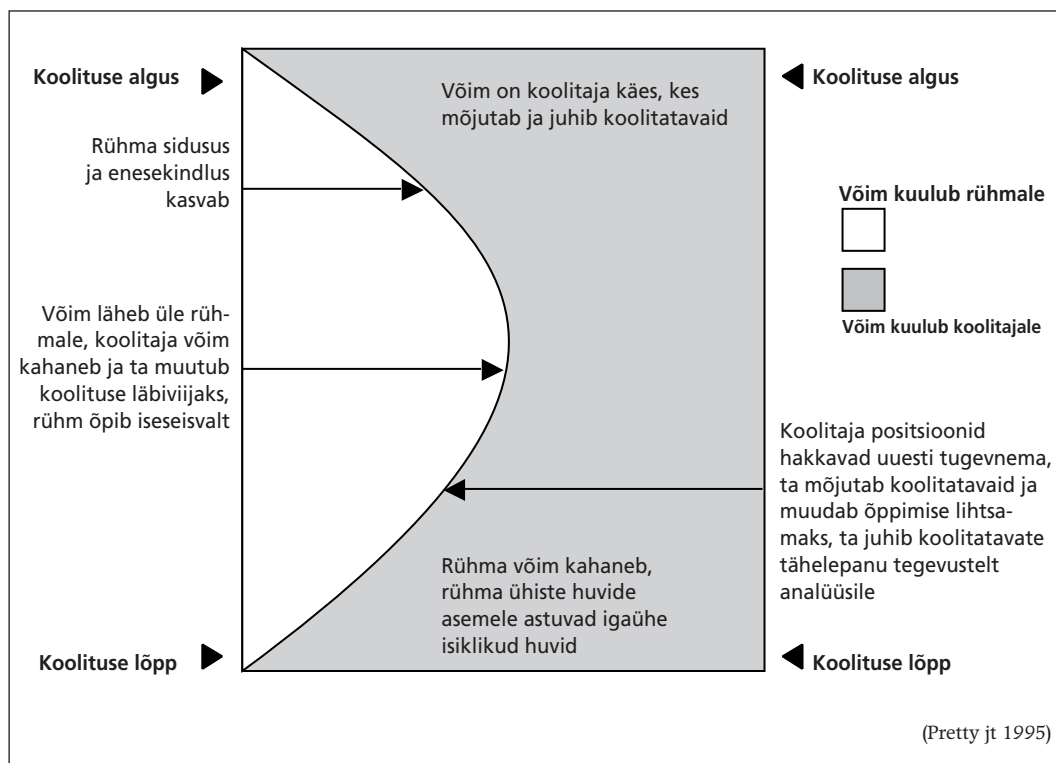 Koolituse algus
Rühma sidusus
ja enesekindlus
kasvab
Võim läheb üle rüh-
male, koolitaja võim
kahaneb ja ta muutub
koolituse läbiviijaks,
rühm õpib iseseisvalt
Koolituse lõpp
Võim on koolitaja käes, kes
mõjutab ja juhib koolitatavaid
Rühma võim kahaneb,
rühma ühiste huvide
asemele astuvad igaühe
isiklikud huvid
Koolituse algus
Võim kuulub rühmale
Võim kuulub koolitajale
Koolitaja positsioonid
hakkavad uuesti tugevnema,
ta mõjutab koolitatavaid ja
muudab õppimise lihtsa-
maks, ta juhib koolitatavate
tähelepanu tegevustelt
analüüsile
Koolituse lõpp
(Pretty jt 1995)